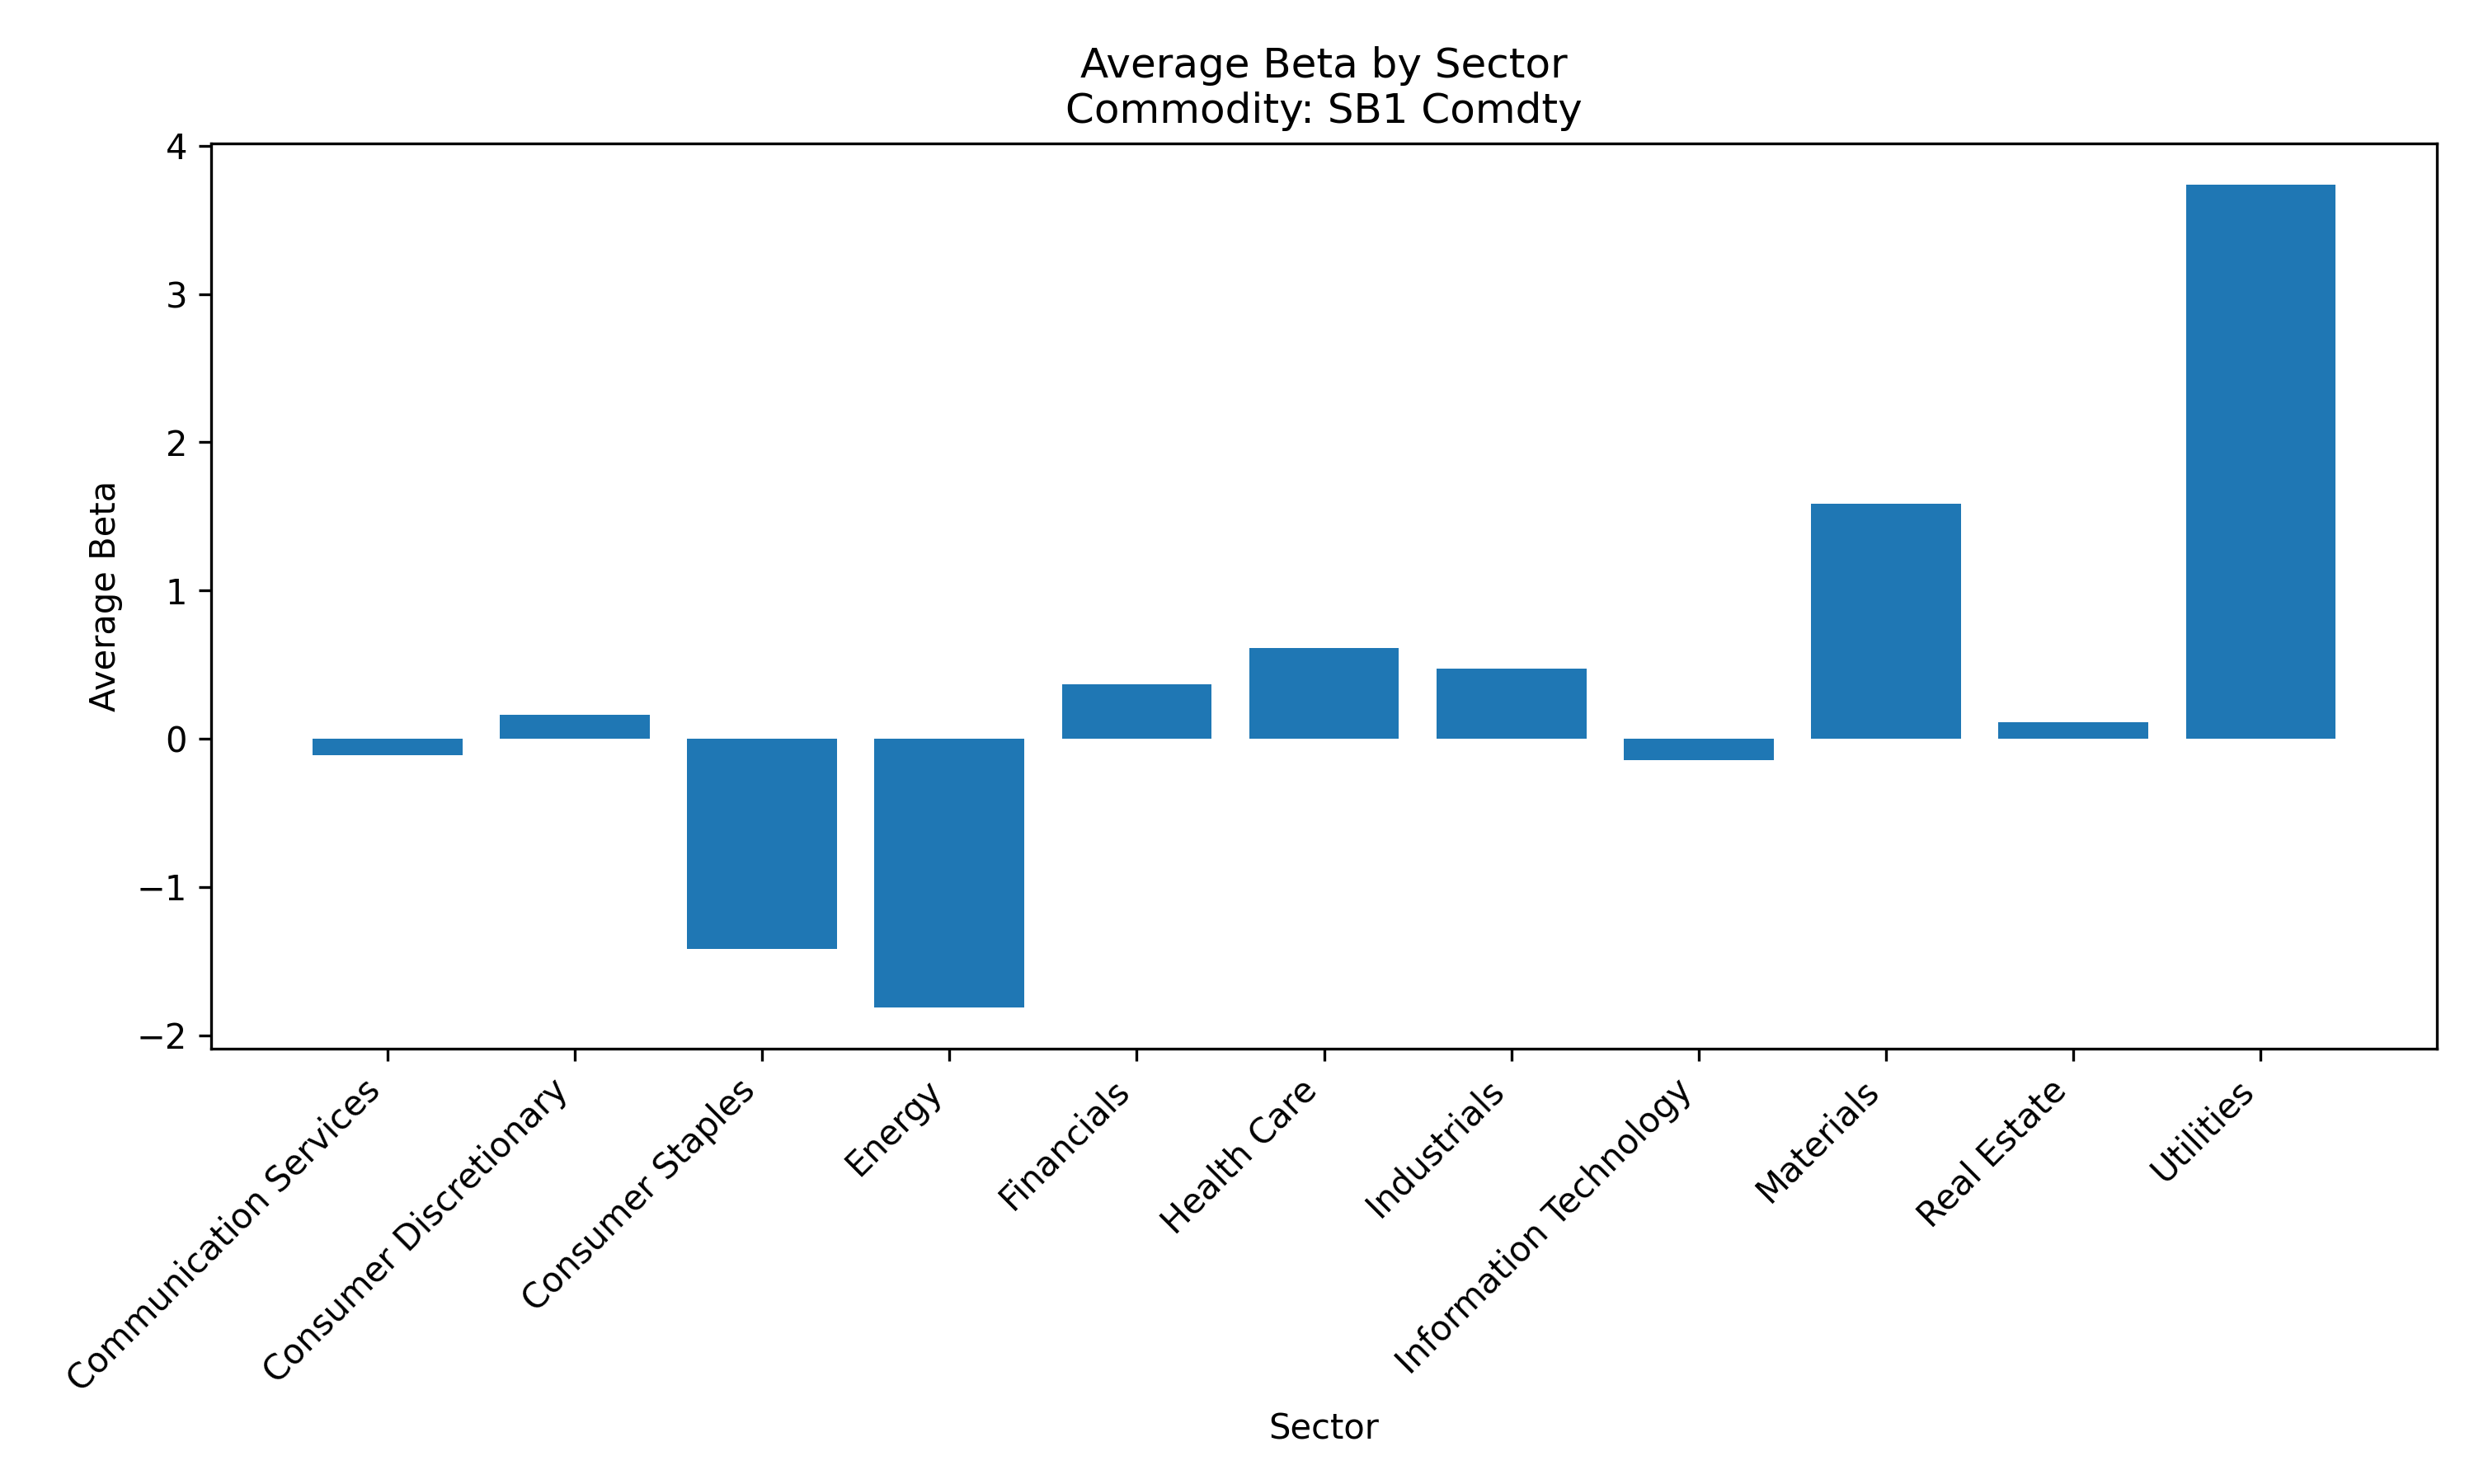 Average Beta by Sector
Commodity: SB1 Comdty
4
3
2
1
0
−1
−2
Average Beta
Communication Services
Consumer Discretionary
Consumer Staples
Energy
Financials
Health Care
Industrials
Information Technology
Materials
Real Estate
Utilities
Sector